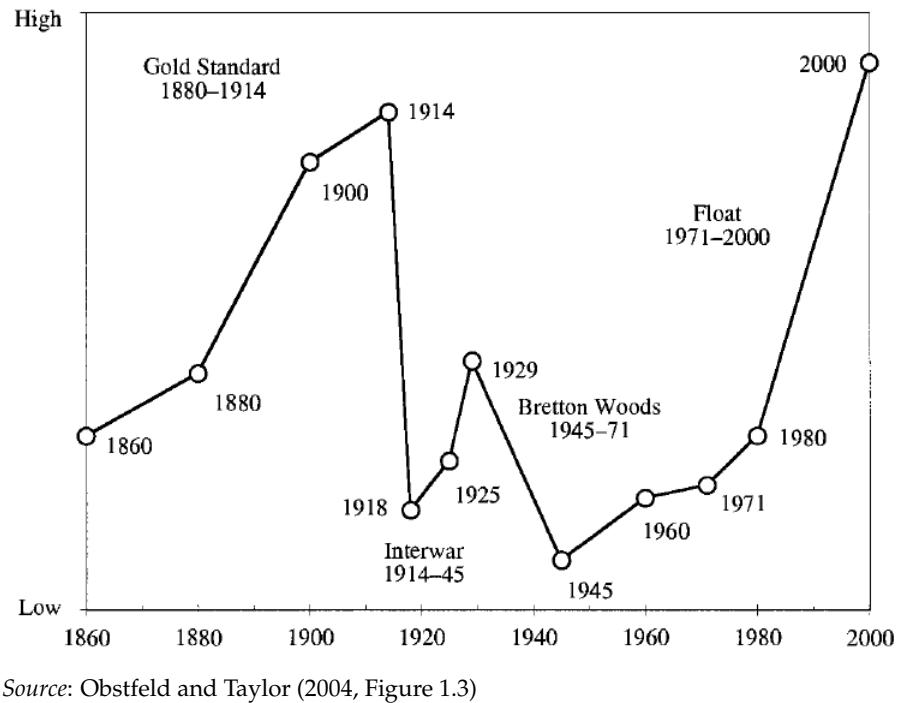 High
Gold Standard
1880–1914
2000
1914
1900
Float
1971–2000
1929
1880
Bretton Woods
1945–71
1860
1980
1925
1918
1971
1960
Interwar
1914–45
1945
Low
1860 1880 1900 1920 1940 1960 1980 2000
Source: Obstfeld and Taylor (2004, Figure 1.3)